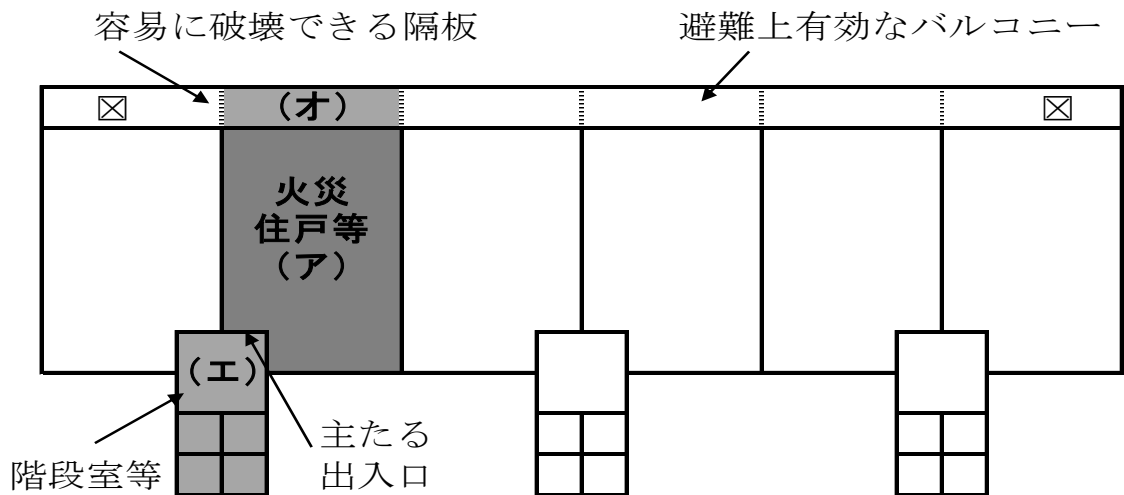 容易に破壊できる隔板
避難上有効なバルコニー
(オ)
火災
住戸等
(ア)
(エ)
主たる
出入口
階段室等